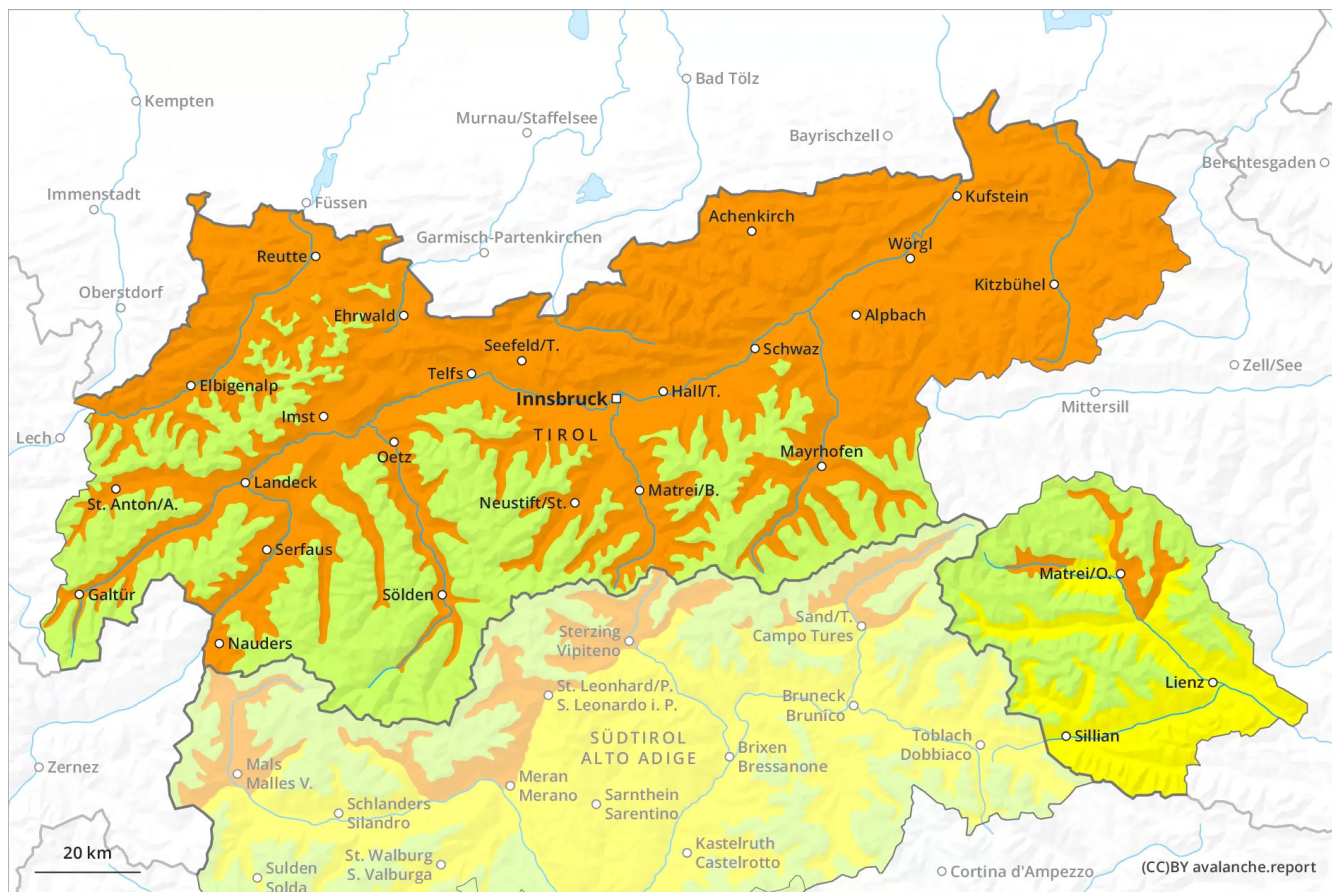 Bad Tölz
Kempten
Murnau/Staffelsee
Bayrischzell
Berchtesgaden
Immenstadt
Füssen
Kufstein
Achenkirch
Garmisch-Partenkirchen
Wörgl
Reutte
Kitzbühel
Oberstdorf
Ehrwald
Alpbach
Seefeld/T.
Schwaz
Zell/See
Telfs
Elbigenalp
Innsbruck
Hall/T.
Mittersill
Imst
Lech
TIROL
Oetz
Mayrhofen
Landeck
St. Anton/A.
Neustift/St.
Matrei/B.
Serfaus
Matrei/O.
Galtür
Sölden
Sand/T.
Campo Tures
Sterzing
Vipiteno
Nauders
Lienz
St. Leonhard/P.
S. Leonardo i. P.
Bruneck
Brunico
SÜDTIROL
ALTO ADIGE
Toblach
Dobbiaco
Sillian
Brixen
Bressanone
Zernez
Mals
Malles V.
Meran
Merano
Sarnthein
Sarentino
Schlanders
Silandro
20 km
St. Walburg
S. Valburga
Kastelruth
Castelrotto
Sulden
Solda
Cortina d'Ampezzo
(CC)BY avalanche.report